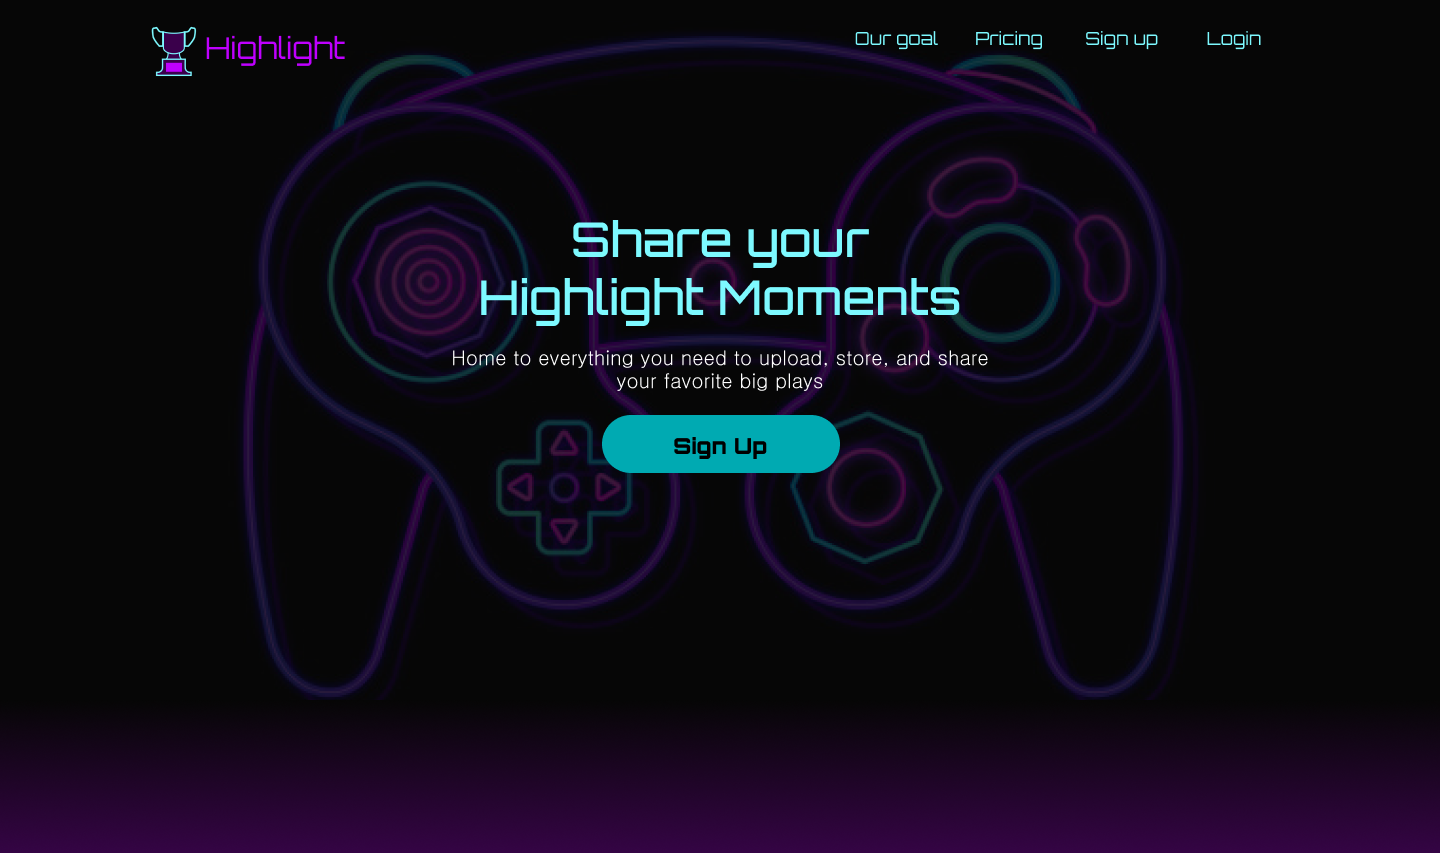 Highlight
Our goal
Pricing
Sign up
Login
Share your
Highlight Moments
Home to everything you need to upload, store, and share
your favorite big plays
Sign Up